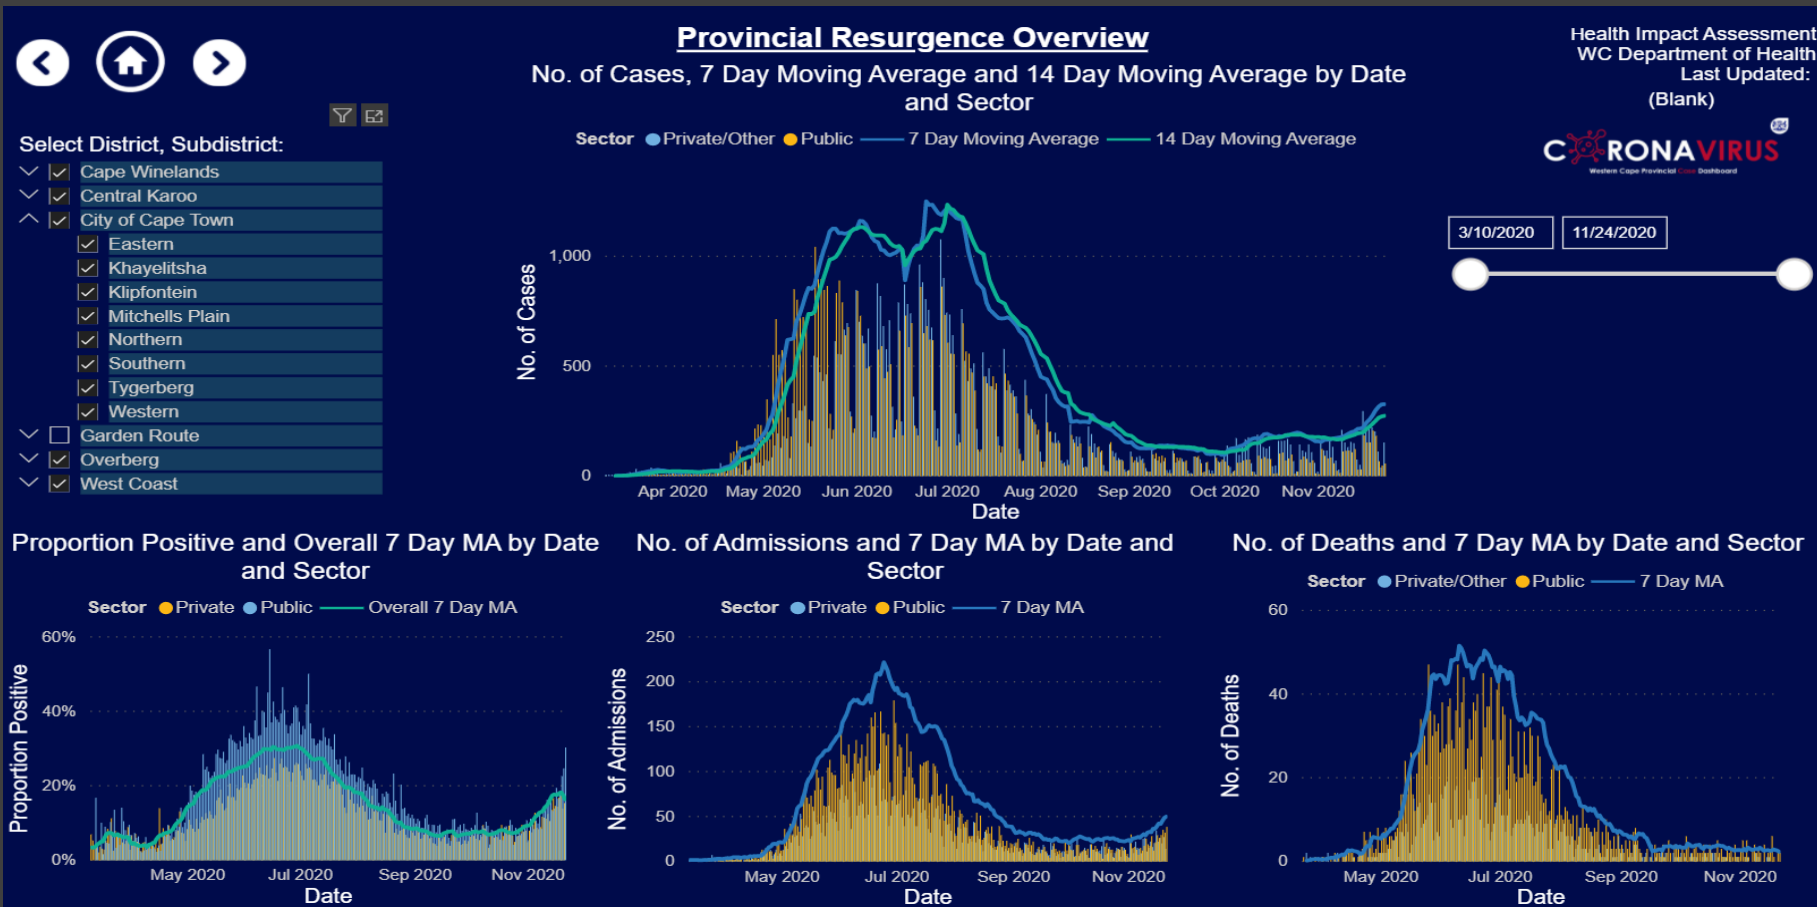 Provincial Resurgence Overview
No. of Cases, 7 Day Moving Average and 14 Day Moving Average by Date
and Sector
Sector Private/Other Public 7 Day Moving Average 14 Day Moving Average
Health Impact Assessment
WC Department of Health
Last Updated:
(Blank)
CORONAVIRUS
Western Cape Provincial Case Dashboard
3/10/2020 11/24/2020
Select District, Subdistrict:
Cape Winelands
Central Karoo
City of Cape Town
Eastern
Khayelitsha
Klipfontein
Mitchells Plain
Northern
Southern
Tygerberg
Western
Garden Route
Overberg
West Coast
No. of Cases
1,000
500
0
Apr 2020 May 2020 Jun 2020 Jul 2020 Aug 2020 Sep 2020 Oct 2020 Nov 2020
Date
Proportion Positive and Overall 7 Day MA by Date
and Sector
Sector Private Public Overall 7 Day MA
Proportion Positive
60%
40%
20%
0%
May 2020 Jul 2020 Sep 2020 Nov 2020
Date
No. of Admissions and 7 Day MA by Date and
Sector
Sector Private Public 7 Day MA
No. of Admissions
250
200
150
100
50
0
May 2020 Jul 2020 Sep 2020 Nov 2020
Date
No. of Deaths and 7 Day MA by Date and Sector
Sector Private/Other Public 7 Day MA
No. of Deaths
60
40
20
0
May 2020 Jul 2020 Sep 2020 Nov 2020
Date